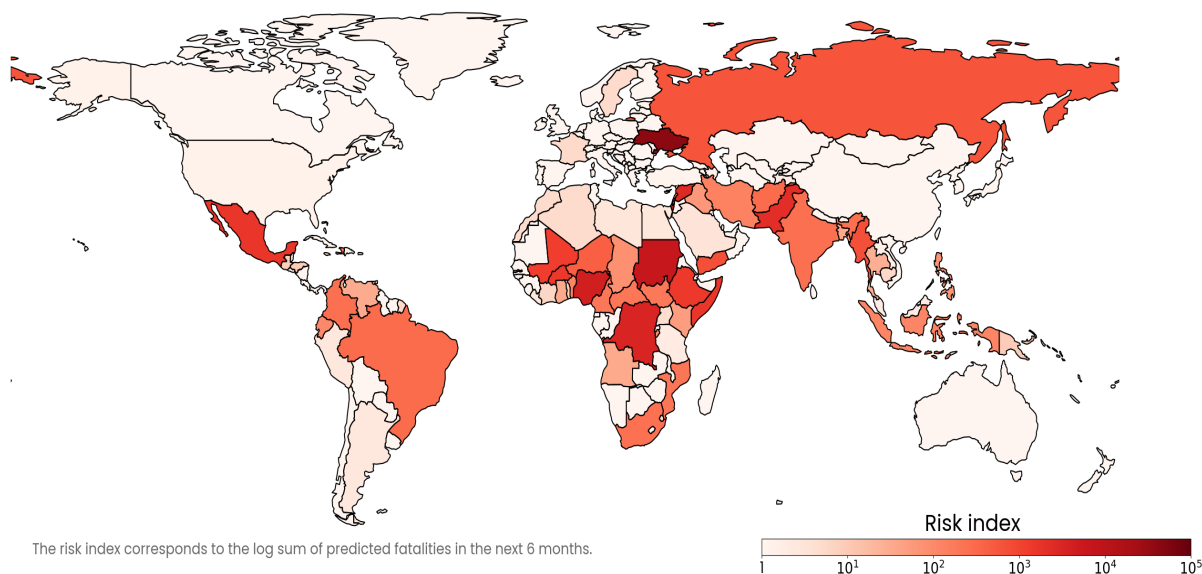 Risk index
The risk index corresponds to the log sum of predicted fatalities in the next 6 months.
1 10¹ 10² 10³ 10⁴ 10⁵